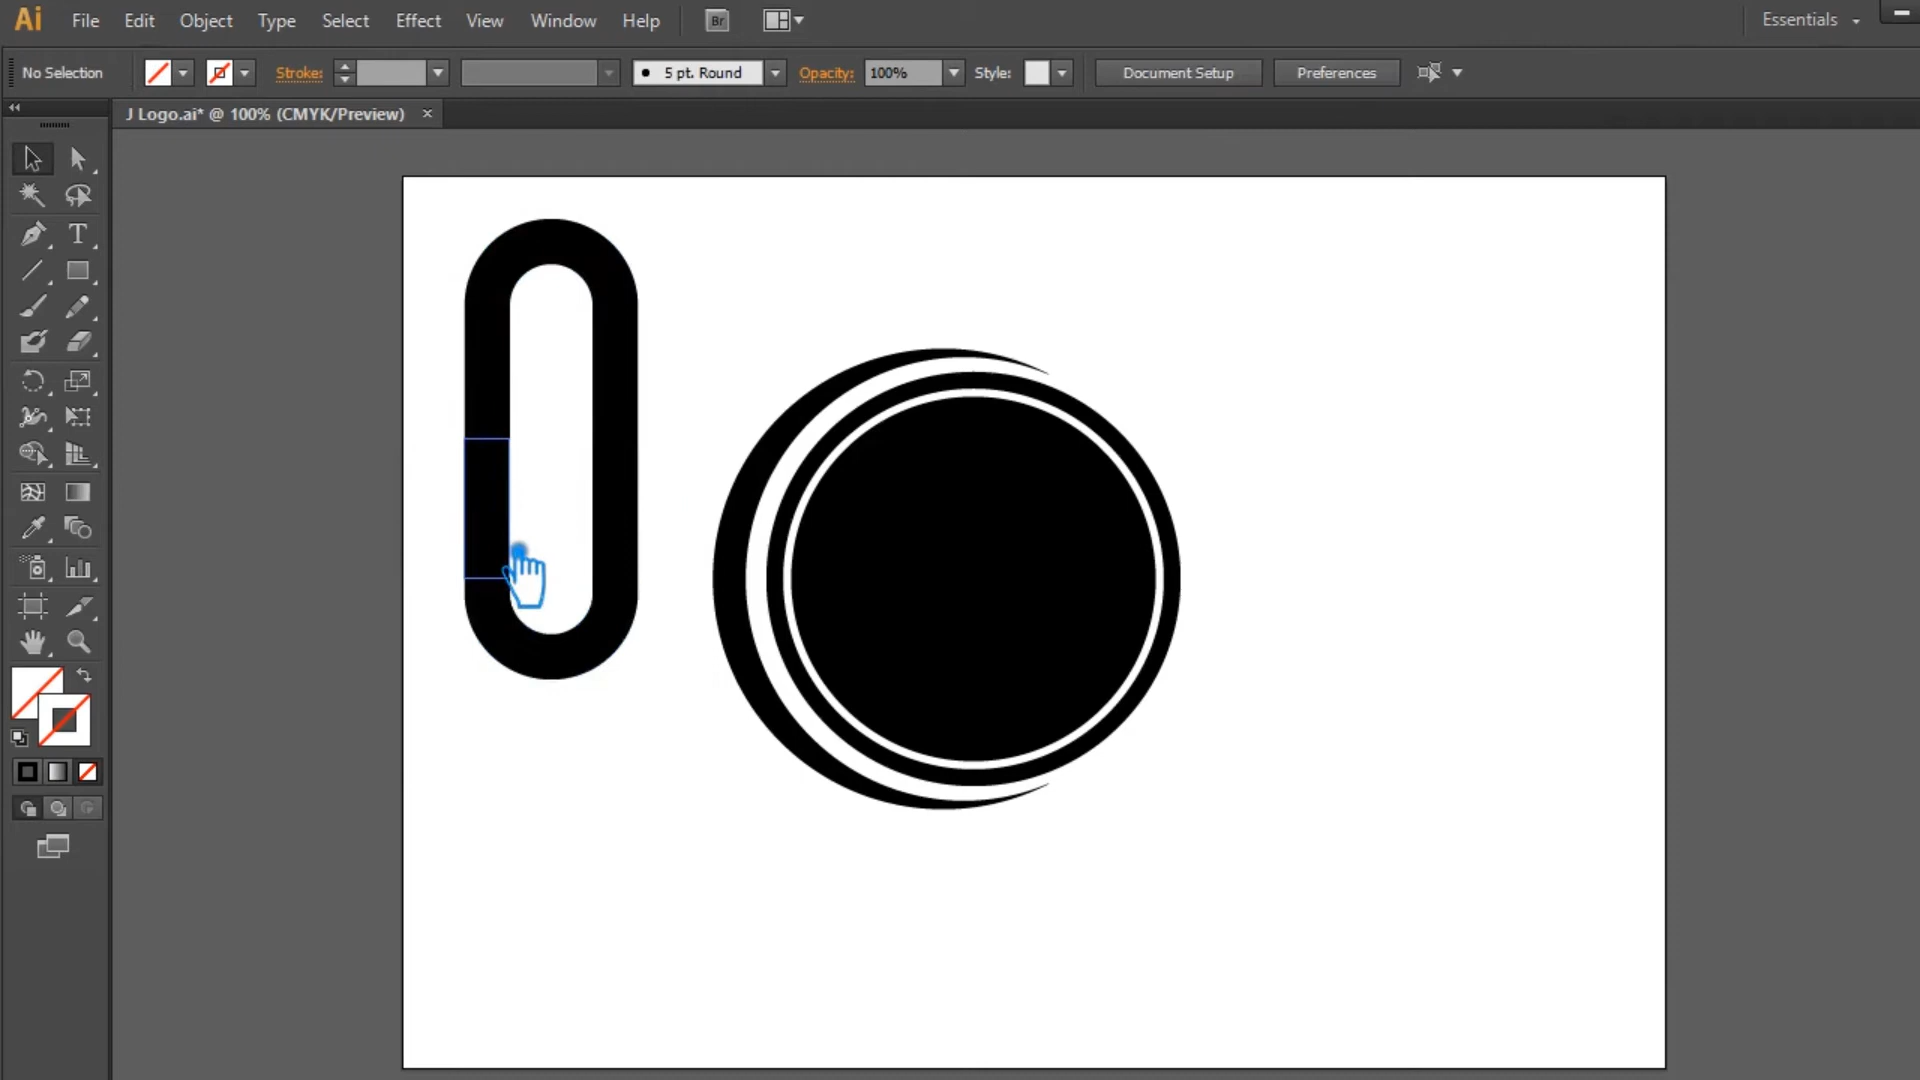 Ai File Edit Object Type Select Effect View Window Help Br Essentials
No Selection Stroke: 5 pt. Round Opacity: 100% Style: Document Setup Preferences
J Logo.ai* @ 100% (CMYK/Preview) ×
T